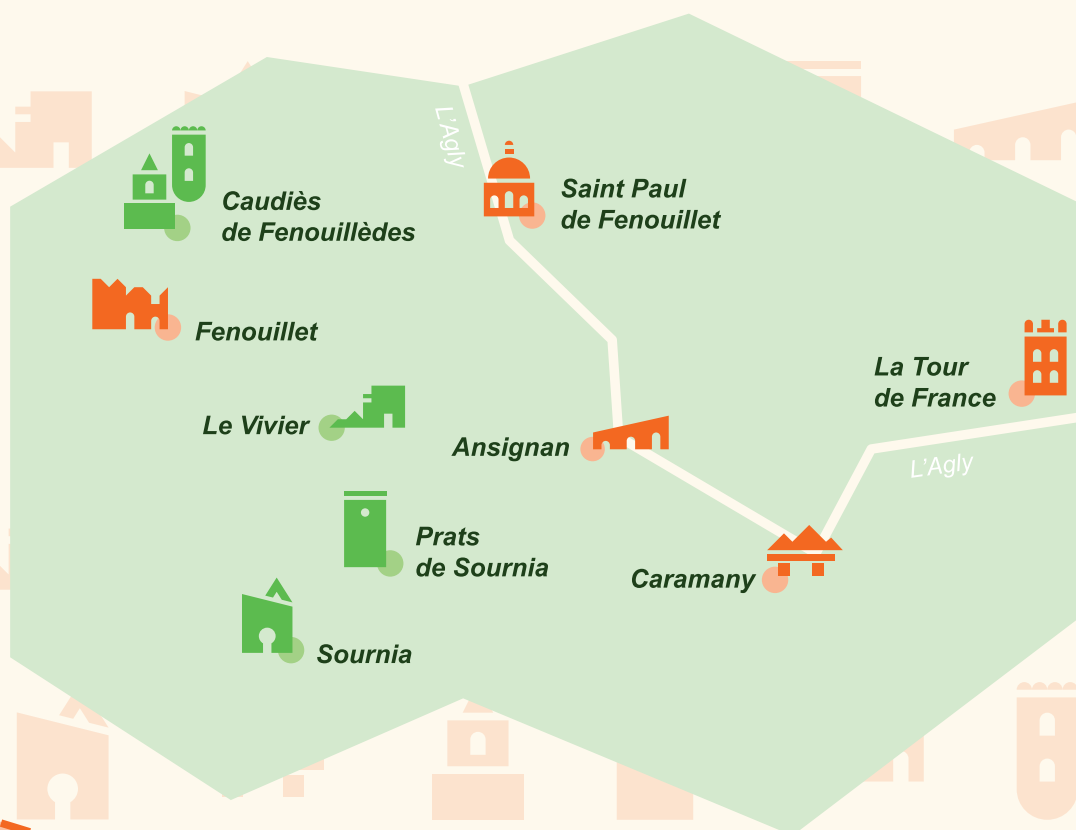 L'Agly
Saint Paul
de Fenouillet
Caudiès
de Fenouillèdes
Fenouillet
La Tour
de France
Le Vivier
Ansignan
L'Agly
Prats
de Sournia
Caramany
Sournia